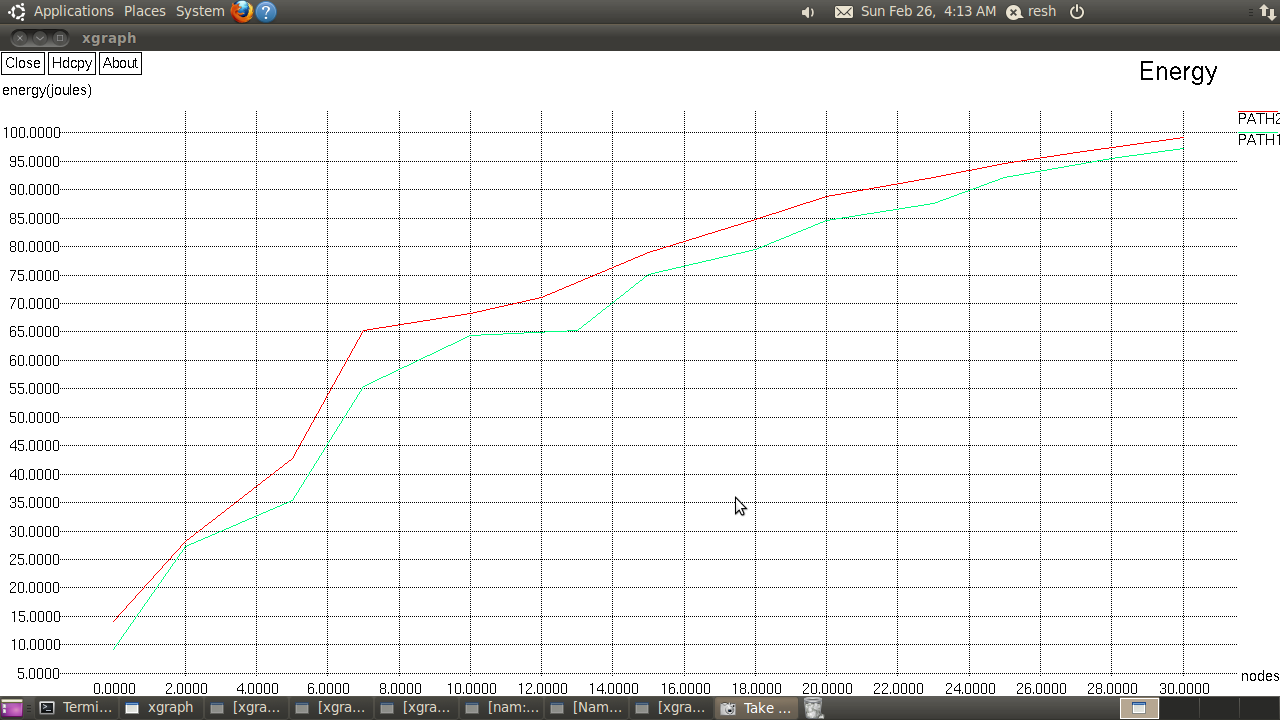 Applications Places System
Sun Feb 26, 4:13 AM
resh
xgraph
Close Hdcpy About
Energy
energy(joules)
PATH2
PATH1
100.0000
95.0000
90.0000
85.0000
80.0000
75.0000
70.0000
65.0000
60.0000
55.0000
50.0000
45.0000
40.0000
35.0000
30.0000
25.0000
20.0000
15.0000
10.0000
5.0000
nodes
0.0000 2.0000 4.0000 6.0000 8.0000 10.0000 12.0000 14.0000 16.0000 18.0000 20.0000 22.0000 24.0000 26.0000 28.0000 30.0000
Termi... xgraph [xgra... [xgra... [xgra... [nam:... [Nam... [xgra... Take ...